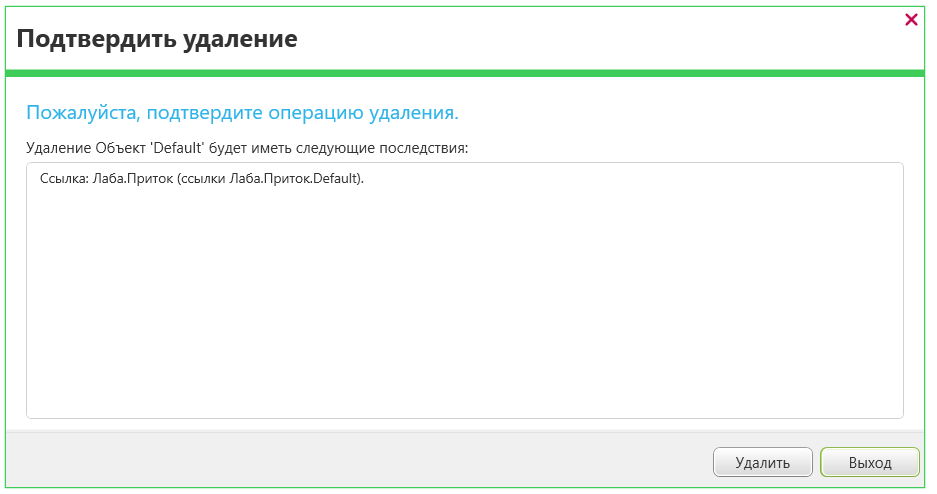 Подтвердить удаление
Пожалуйста, подтвердите операцию удаления.
Удаление Объект 'Default' будет иметь следующие последствия:
Ссылка: Лаба.Приток (ссылки Лаба.Приток.Default).
Удалить
Выход